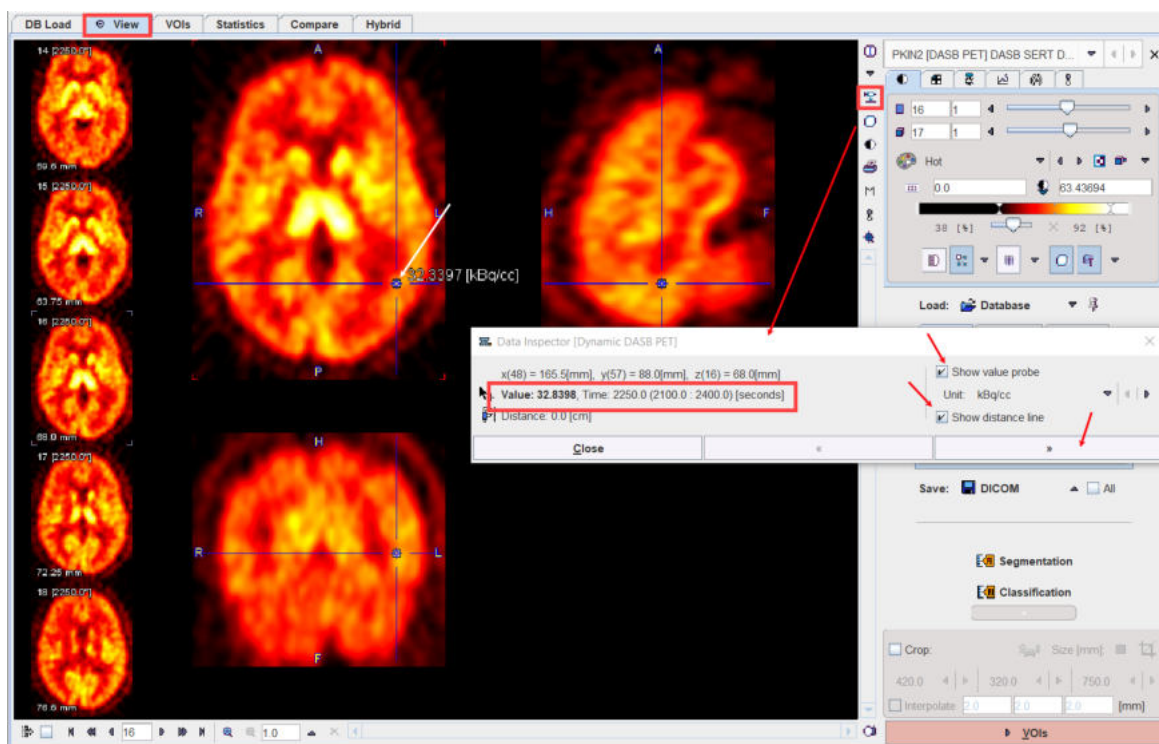 DB Load View VOIs Statistics Compare Hybrid
14 [2250.0"]
59.5 mm
15 [2250.0"]
63.75 mm
16 [2250.0"]
68.0 mm
17 [2250.0"]
72.25 mm
18 [2250.0"]
76.5 mm
A
R
L
P
32.3397 [kBq/cc]
A
H
F
H
R
L
F
M
PKIN2 [DASB PET] DASB SERT D...
16 1
17 1
Hot
0.0 63.43694
38 [%] 92 [%]
Load: Database
Data Inspector [Dynamic DASB PET]
x(48) = 165.5[mm], y(57) = 88.0[mm], z(16) = 68.0[mm]
Value: 32.8398, Time: 2250.0 (2100.0 : 2400.0) [seconds]
Distance: 0.0 [cm]
Show value probe
Unit: kBq/cc
Show distance line
Close « »
Save: DICOM All
Segmentation
Classification
Crop: Size [mm]:
420.0 320.0 750.0
Interpolate 2.0 2.0 2.0 [mm]
16 1.0
VOIs